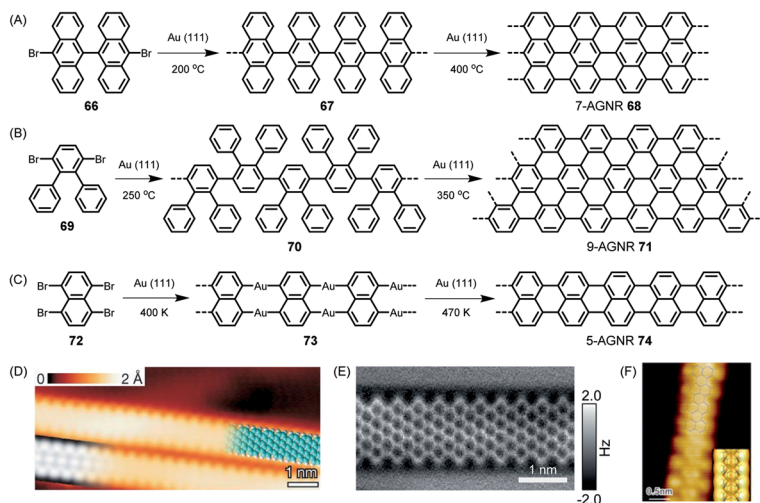 (A)
Br
Br
66
Au (111)
200 °C
67
Au (111)
400 °C
7-AGNR 68
(B)
Br
Br
69
Au (111)
250 °C
70
Au (111)
350 °C
9-AGNR 71
(C)
Br
Br
Br
Br
72
Au (111)
400 K
Au
Au
Au
Au
Au
Au
73
Au (111)
470 K
5-AGNR 74
(D)
0
2 Å
1 nm
(E)
1 nm
2.0
Hz
-2.0
(F)
0.5nm